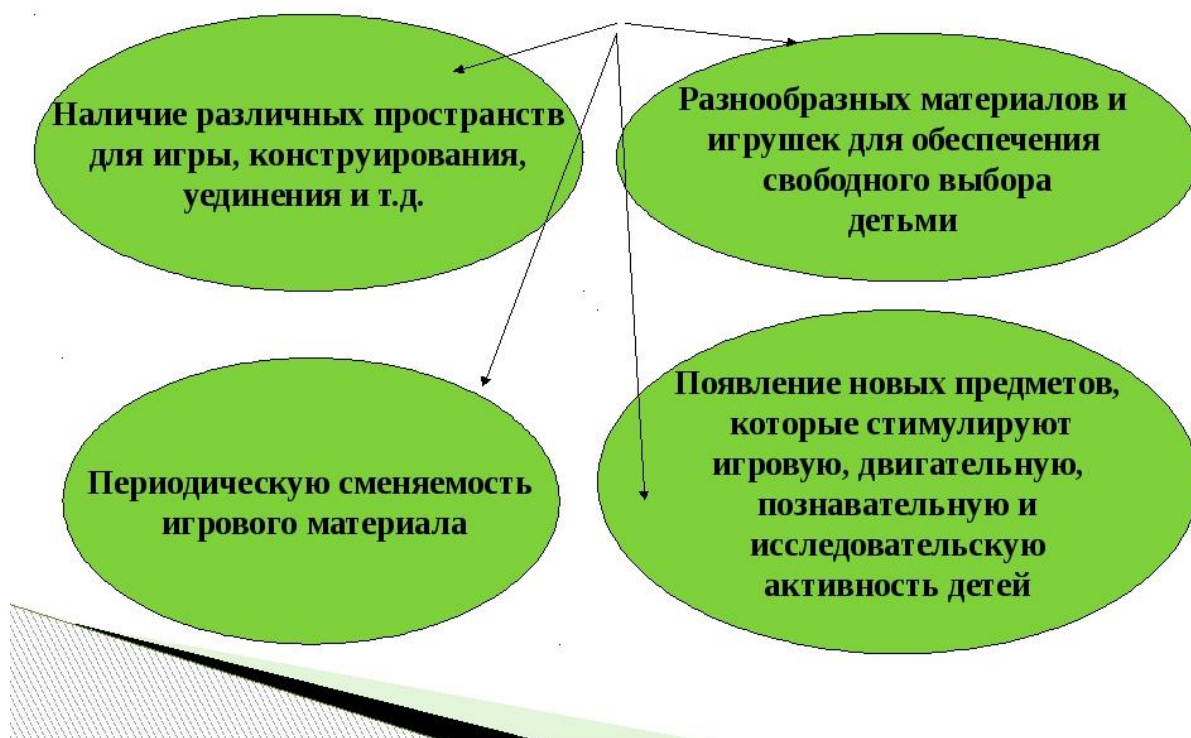 Наличие различных пространств
для игры, конструирования,
уединения и т.д.
Разнообразных материалов и
игрушек для обеспечения
свободного выбора
детьми
Периодическую сменяемость
игрового материала
Появление новых предметов,
которые стимулируют
игровую, двигательную,
познавательную и
исследовательскую
активность детей